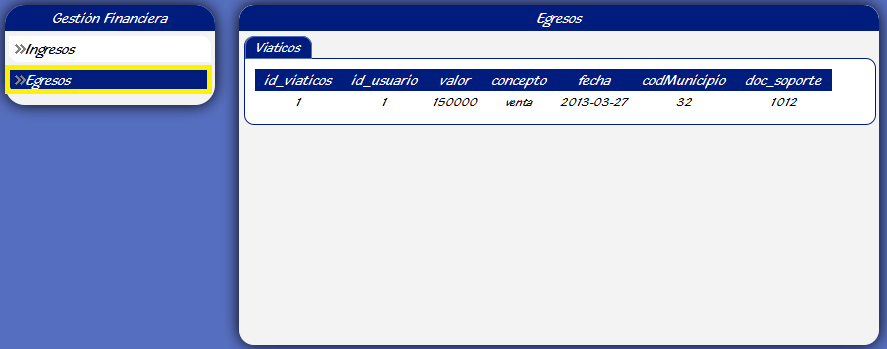 Gestión Financiera
»Ingresos
»Egresos
Egresos
Viaticos
id_viaticos id_usuario valor concepto fecha codMunicipio doc_soporte
1 1 150000 venta 2013-03-27 32 1012